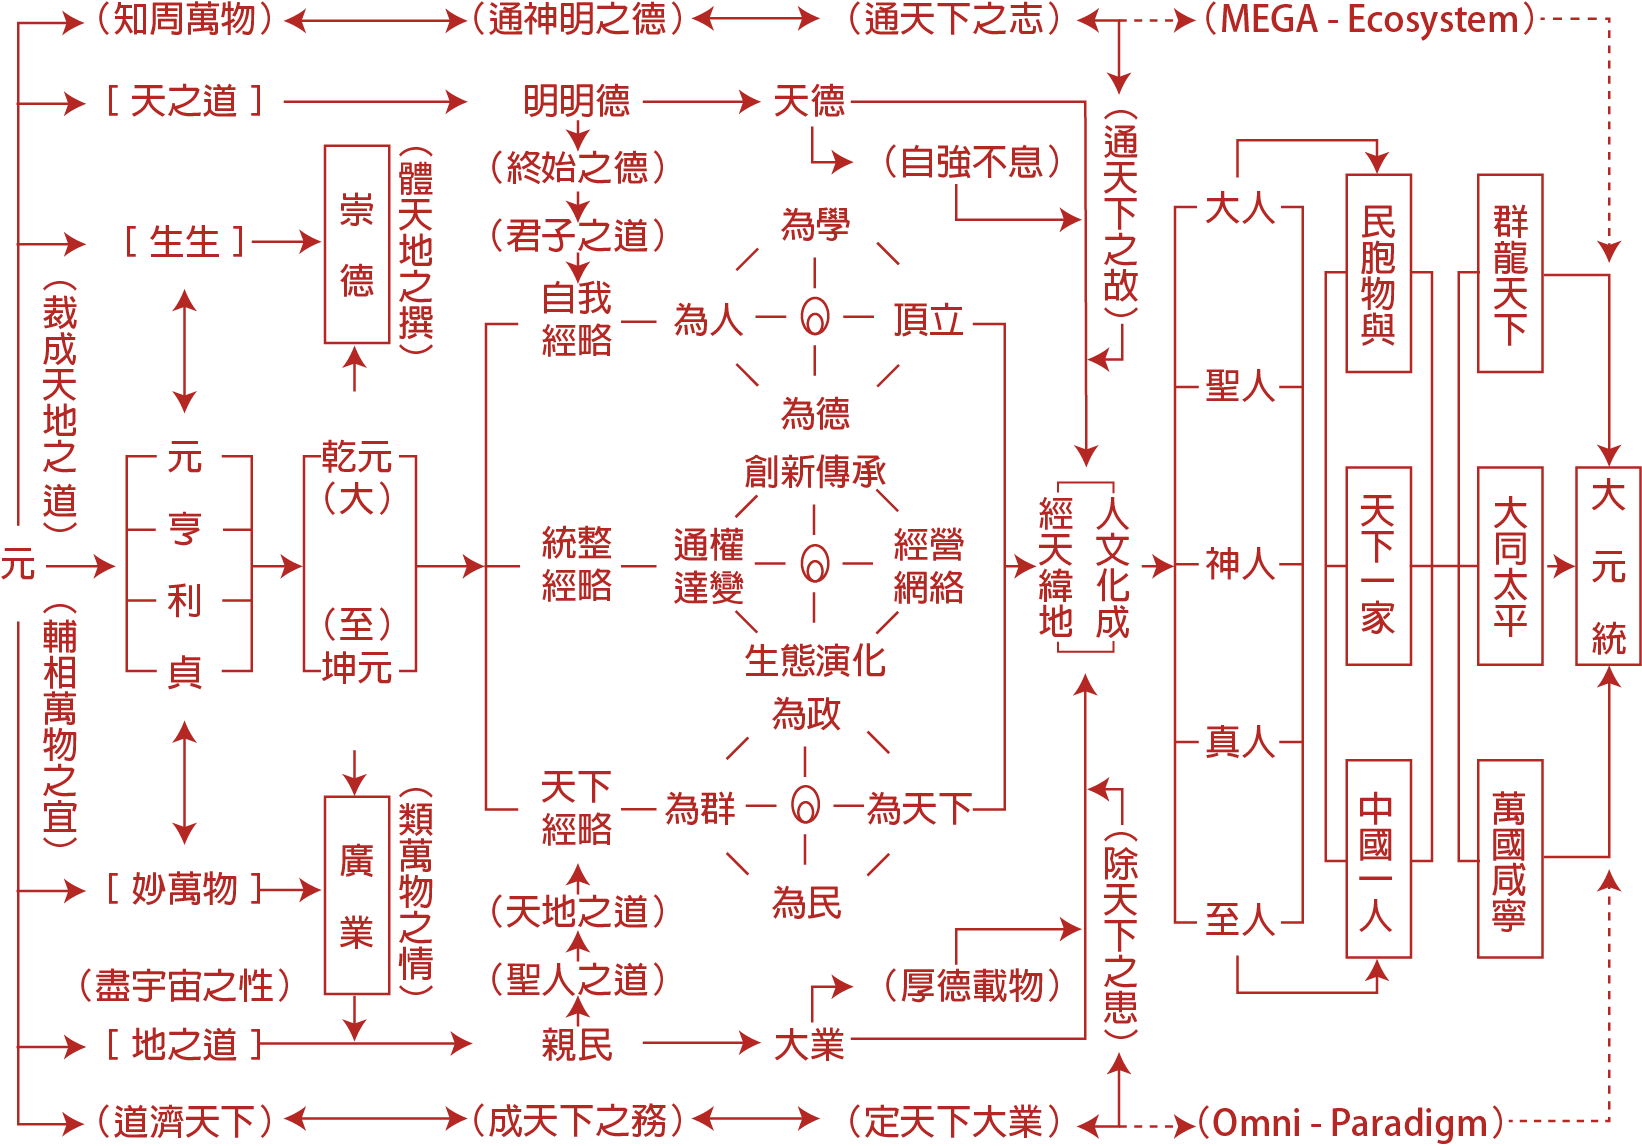 （知周萬物）
（通神明之德）
（通天下之志）
（MEGA - Ecosystem）
［ 天之道 ］
明明德
天德
（終始之德）
（自強不息）
（君子之道）
［ 生生 ］
崇德
（體天地之撰）
（裁成天地之道）
（通天下之故）
自我
經略
為學
為人
頂立
為德
元
元
亨
利
貞
乾元
（大）
（至）
坤元
統整
經略
創新傳承
通權
達變
經營
網絡
生態演化
天下
經略
為政
為群
為天下
為民
經天緯地
人文化成
大人
聖人
神人
真人
至人
民胞物與
天下一家
中國一人
群龍天下
大同太平
萬國咸寧
大元統
（輔相萬物之宜）
［ 妙萬物 ］
廣業
（類萬物之情）
（天地之道）
（除天下之患）
（盡宇宙之性）
（聖人之道）
（厚德載物）
［ 地之道 ］
親民
大業
（道濟天下）
（成天下之務）
（定天下大業）
（Omni - Paradigm）